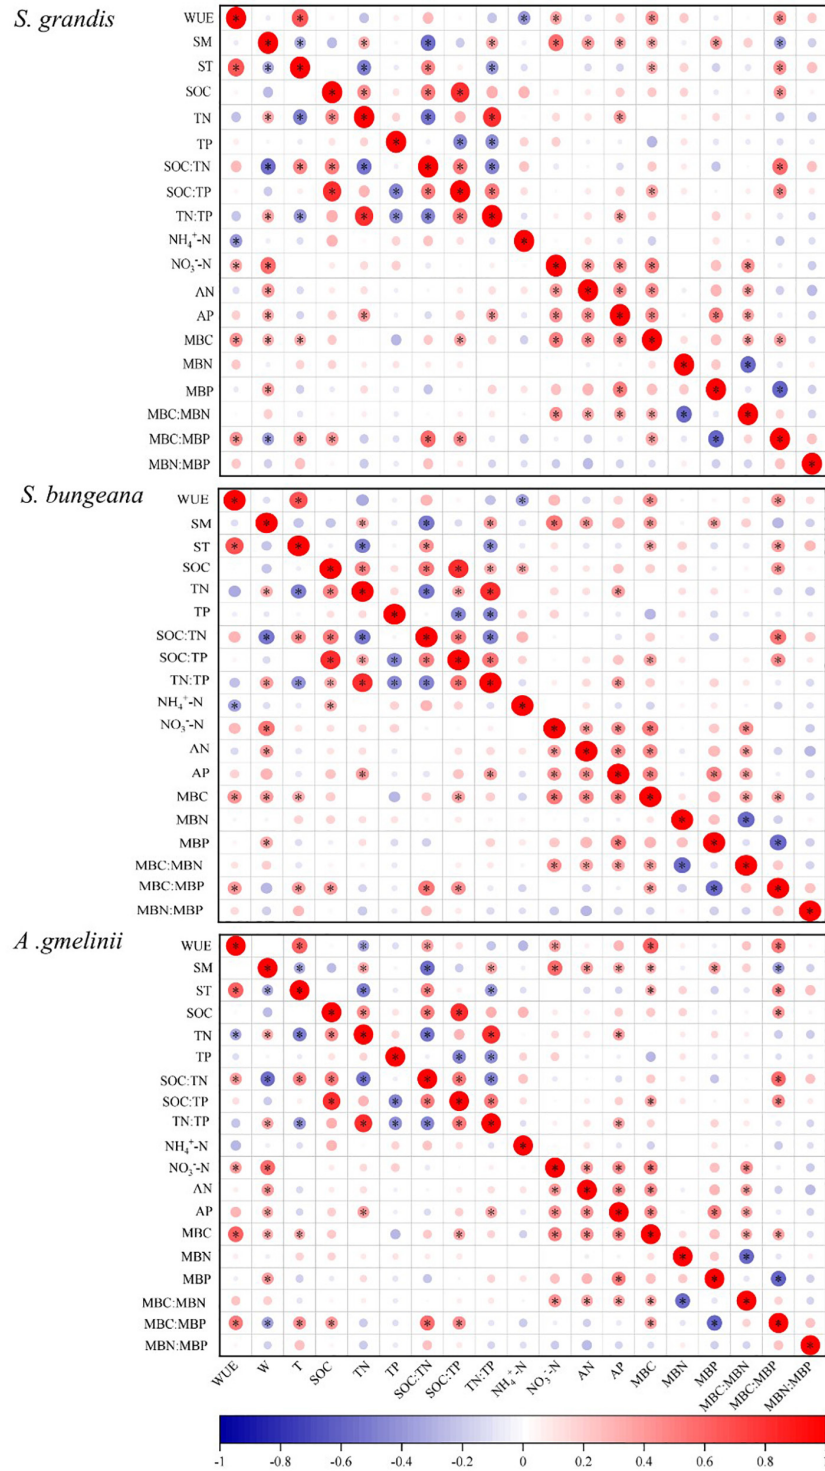 S. grandis
WUE
SM
ST
SOC
TN
TP
SOC:TN
SOC:TP
TN:TP
NH₄⁺-N
NO₃⁻-N
AN
AP
MBC
MBN
MBP
MBC:MBN
MBC:MBP
MBN:MBP
S. bungeana
WUE
SM
ST
SOC
TN
TP
SOC:TN
SOC:TP
TN:TP
NH₄⁺-N
NO₃⁻-N
AN
AP
MBC
MBN
MBP
MBC:MBN
MBC:MBP
MBN:MBP
A .gmelinii
WUE
SM
ST
SOC
TN
TP
SOC:TN
SOC:TP
TN:TP
NH₄⁺-N
NO₃⁻-N
AN
AP
MBC
MBN
MBP
MBC:MBN
MBC:MBP
MBN:MBP
WUE W T SOC TN TP SOC:TN SOC:TP TN:TP NH₄⁺-N NO₃⁻-N AN AP MBC MBN MBP MBC:MBN MBC:MBP MBN:MBP
-1 -0.8 -0.6 -0.4 -0.2 0 0.2 0.4 0.6 0.8